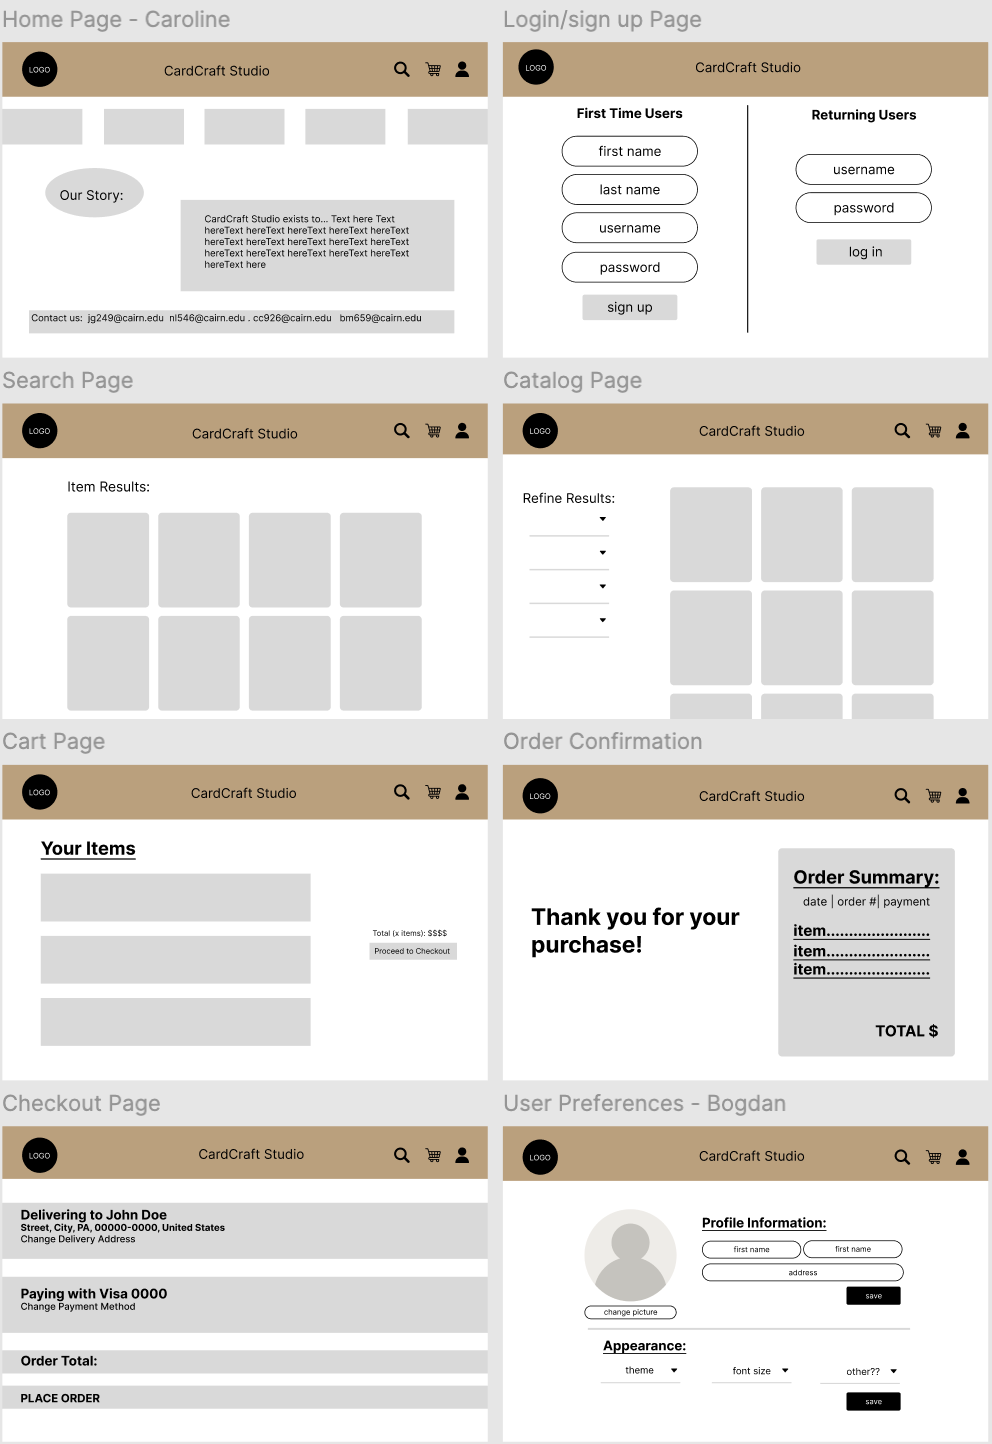 Home Page - Caroline
LOGO
CardCraft Studio
Our Story:
CardCraft Studio exists to... Text here Text
hereText hereText hereText hereText hereText
hereText hereText hereText hereText hereText
hereText hereText hereText hereText hereText
hereText here
Contact us: jg249@cairn.edu nl546@cairn.edu . cc926@cairn.edu bm659@cairn.edu
Login/sign up Page
LOGO
CardCraft Studio
First Time Users
first name
last name
username
password
sign up
Returning Users
username
password
log in
Search Page
LOGO
CardCraft Studio
Item Results:
Catalog Page
LOGO
CardCraft Studio
Refine Results:
Cart Page
LOGO
CardCraft Studio
Your Items
Total (x items): $$$$
Proceed to Checkout
Order Confirmation
LOGO
CardCraft Studio
Thank you for your
purchase!
Order Summary:
date | order #| payment
item.......................
item.......................
item.......................
TOTAL $
Checkout Page
LOGO
CardCraft Studio
Delivering to John Doe
Street, City, PA, 00000-0000, United States
Change Delivery Address
Paying with Visa 0000
Change Payment Method
Order Total:
PLACE ORDER
User Preferences - Bogdan
LOGO
CardCraft Studio
change picture
Profile Information:
first name first name
address
save
Appearance:
theme font size other??
save